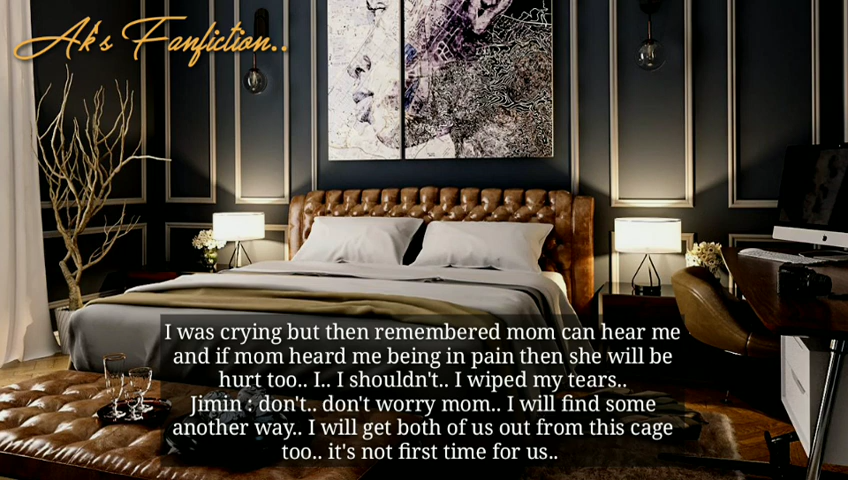 Ak's Fanfiction..
I was crying but then remembered mom can hear me
and if mom heard me being in pain then she will be
hurt too.. I.. I shouldn't.. I wiped my tears..
Jimin : don't.. don't worry mom.. I will find some
another way.. I will get both of us out from this cage
too.. it's not first time for us..